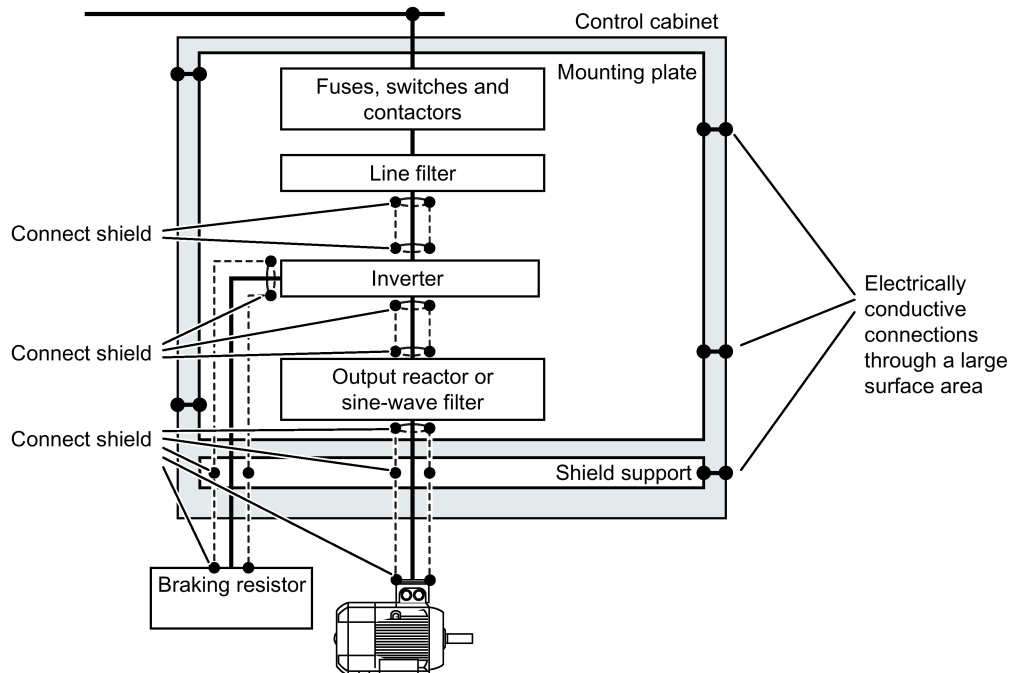 Control cabinet
Mounting plate
Fuses, switches and
contactors
Line filter
Connect shield
Inverter
Electrically
conductive
connections
through a large
surface area
Connect shield
Output reactor or
sine-wave filter
Connect shield
Shield support
Braking resistor